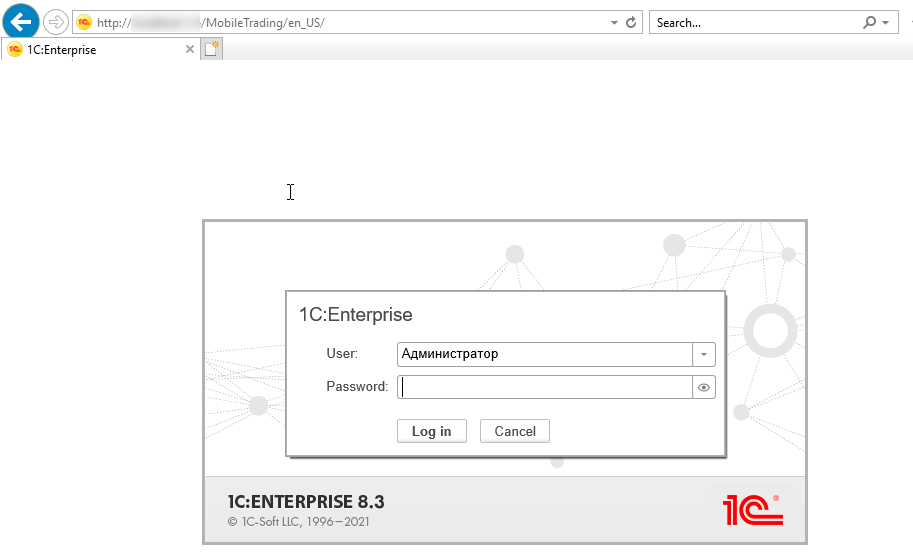 http:// /MobileTrading/en_US/
Search...
1C:Enterprise
1C:Enterprise
User:
Администратор
Password:
Log in
Cancel
1C:ENTERPRISE 8.3
© 1C-Soft LLC, 1996–2021
1C®